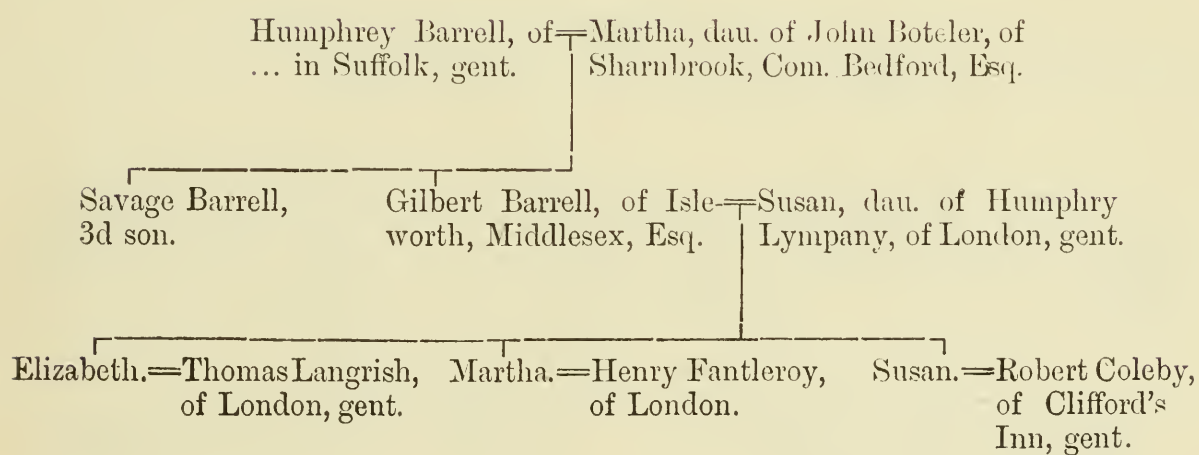 Humphrey Barrell, of=Martha, dau. of John Boteler, of
... in Suffolk, gent. Sharnbrook, Com. Bedford, Esq.
Savage Barrell,
3d son.
Gilbert Barrell, of Isle-=Susan, dau. of Humphry
worth, Middlesex, Esq. Lympany, of London, gent.
Elizabeth.=Thomas Langrish,
of London, gent.
Martha.=Henry Fantleroy,
of London.
Susan.=Robert Coleby,
of Clifford's
Inn, gent.